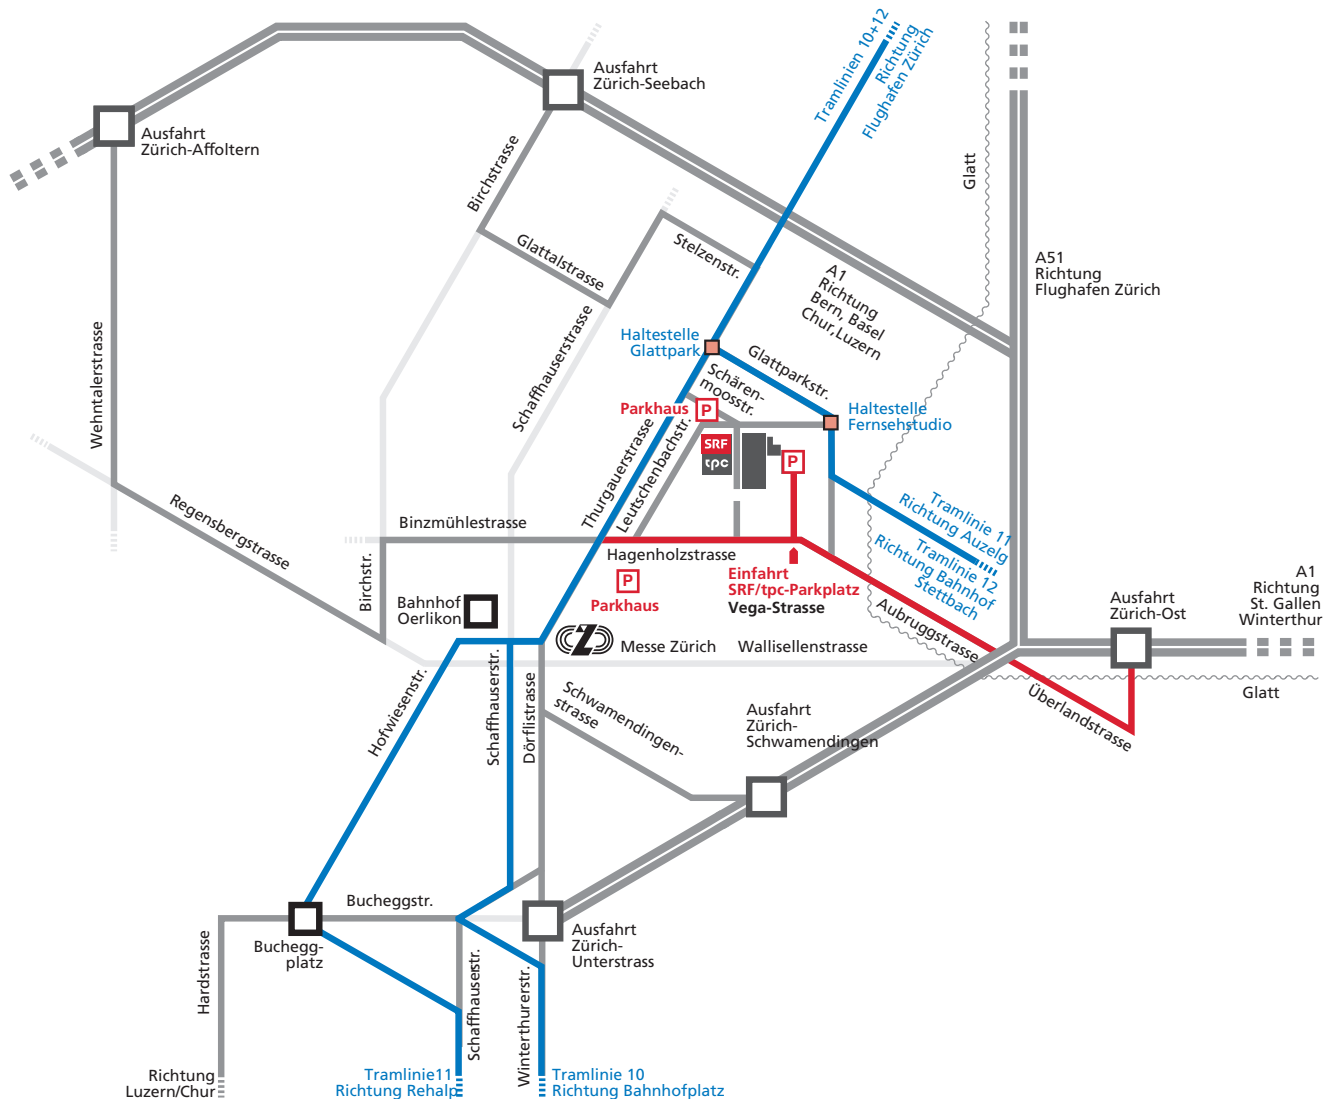 Tramlinien 10+12
Richtung
Flughafen Zürich
Ausfahrt
Zürich-Seebach
Ausfahrt
Zürich-Affoltern
Birchstrasse
Glatt
Glattalstrasse
Stelzenstr.
A1
Richtung
Bern, Basel
Chur,Luzern
A51
Richtung
Flughafen Zürich
Wehntalerstrasse
Schaffhauserstrasse
Haltestelle
Glattpark
Glattparkstr.
Schären-
moosstr.
Parkhaus
P
Haltestelle
Fernsehstudio
Thurgauerstrasse
Leutschenbachstr.
SRF
tpc
P
Regensbergstrasse
Binzmühlestrasse
Hagenholzstrasse
Tramlinie 11
Richtung Auzelg
Tramlinie 12
Richtung Bahnhof
Stettbach
Birchstr.
P
Parkhaus
Einfahrt
SRF/tpc-Parkplatz
Vega-Strasse
Bahnhof
Oerlikon
Aubruggstrasse
Ausfahrt
Zürich-Ost
A1
Richtung
St. Gallen
Winterthur
Messe Zürich
Wallisellenstrasse
Glatt
Überlandstrasse
Hofwiesenstr.
Schaffhauserstr.
Dörflistrasse
Schwamendingen-
strasse
Ausfahrt
Zürich-
Schwamendingen
Bucheggstr.
Buchegg-
platz
Ausfahrt
Zürich-
Unterstrass
Hardstrasse
Schaffhauserstr.
Winterthurerstr.
Richtung
Luzern/Chur
Tramlinie11
Richtung Rehalp
Tramlinie 10
Richtung Bahnhofplatz